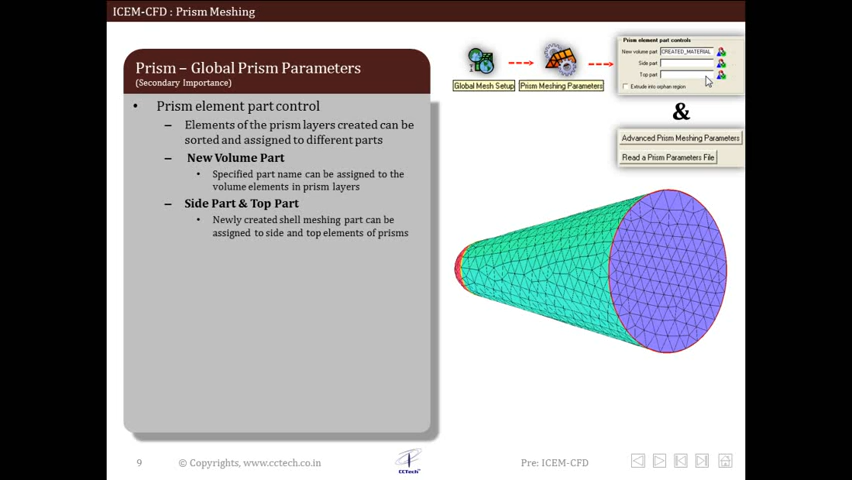 ICEM-CFD : Prism Meshing
Prism – Global Prism Parameters
(Secondary Importance)
• Prism element part control
– Elements of the prism layers created can be
sorted and assigned to different parts
– New Volume Part
• Specified part name can be assigned to the
volume elements in prism layers
– Side Part & Top Part
• Newly created shell meshing part can be
assigned to side and top elements of prisms
Global Mesh Setup
Prism Meshing Parameters
Prism element part controls
New volume part CREATED_MATERIAL
Side part
Top part
Extrude into orphan region
&
Advanced Prism Meshing Parameters
Read a Prism Parameters File
9
© Copyrights, www.cctech.co.in
CCTech
Pre: ICEM-CFD